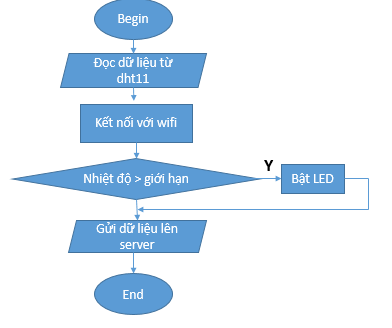 Begin
Đọc dữ liệu từ
dht11
Kết nối với wifi
Nhiệt độ > giới hạn
Y
Bật LED
Gửi dữ liệu lên
server
End